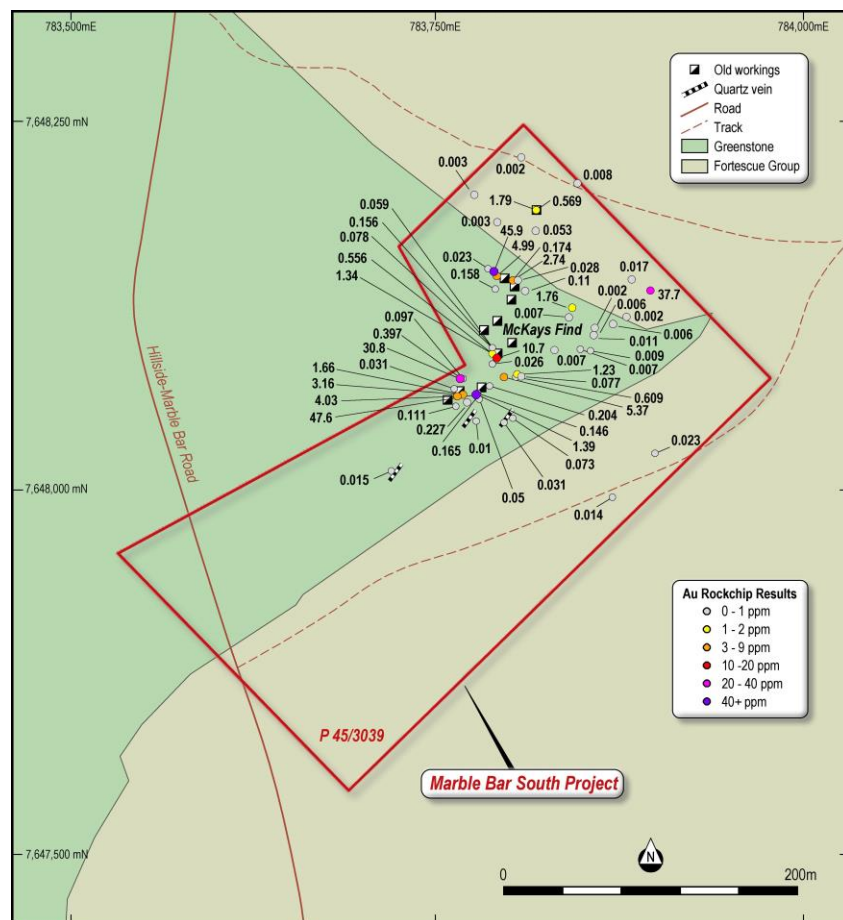 783,500mE
783,750mE
784,000mE
7,648,250 mN
7,648,000 mN
7,647,500 mN
Old workings
Quartz vein
Road
Track
Greenstone
Fortescue Group
0.003
0.002
0.008
1.79
0.569
0.059
0.156
0.078
0.556
1.34
0.003
45.9
0.053
4.99
0.174
2.74
0.023
0.158
0.028
0.11
0.017
37.7
1.76
0.007
0.002
0.006
0.002
McKays Find
0.006
0.011
0.009
0.007
0.007
10.7
0.026
0.097
0.397
30.8
0.031
1.66
3.16
4.03
47.6
0.111
0.227
0.165
0.01
0.05
1.23
0.077
0.609
5.37
0.204
0.146
1.39
0.073
0.031
0.015
0.023
0.014
Hillside-Marble Bar Road
Au Rockchip Results
0 - 1 ppm
1 - 2 ppm
3 - 9 ppm
10 -20 ppm
20 - 40 ppm
40+ ppm
P 45/3039
Marble Bar South Project
N
0
200m